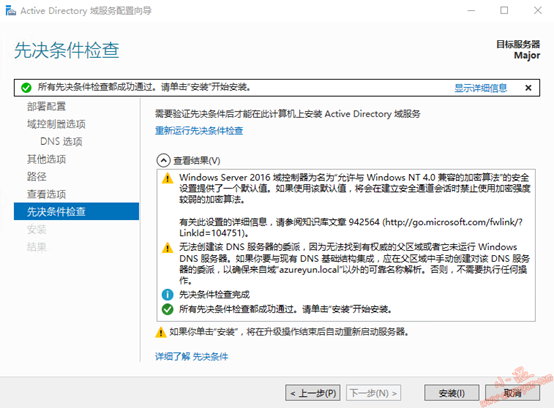 Active Directory 域服务配置向导
先决条件检查
目标服务器
Major
所有先决条件检查都成功通过。请单击“安装”开始安装。
显示详细信息
部署配置
域控制器选项
DNS 选项
其他选项
路径
查看选项
先决条件检查
安装
结果
需要验证先决条件后才能在此计算机上安装 Active Directory 域服务
重新运行先决条件检查
查看结果(V)
Windows Server 2016 域控制器为名为“允许与 Windows NT 4.0 兼容的加密算法”的安全
设置提供了一个默认值。如果使用该默认值，将会在建立安全通道会话时禁止使用加密强度
较弱的加密算法。
有关此设置的详细信息，请参阅知识库文章 942564 (http://go.microsoft.com/fwlink/?
LinkId=104751)。
无法创建该 DNS 服务器的委派，因为无法找到有权威的父区域或者它未运行 Windows
DNS 服务器。如果你要与现有 DNS 基础结构集成，应在父区域中手动创建对该 DNS 服务
器的委派，以确保来自域“azureyun.local”以外的可靠名称解析。否则，不需要执行任何操
作。
先决条件检查完成
所有先决条件检查都成功通过。请单击“安装”开始安装。
如果你单击“安装”，将在升级操作结束后自动重新启动服务器。
详细了解 先决条件
< 上一步(P)
下一步(N) >
安装(I)
取消